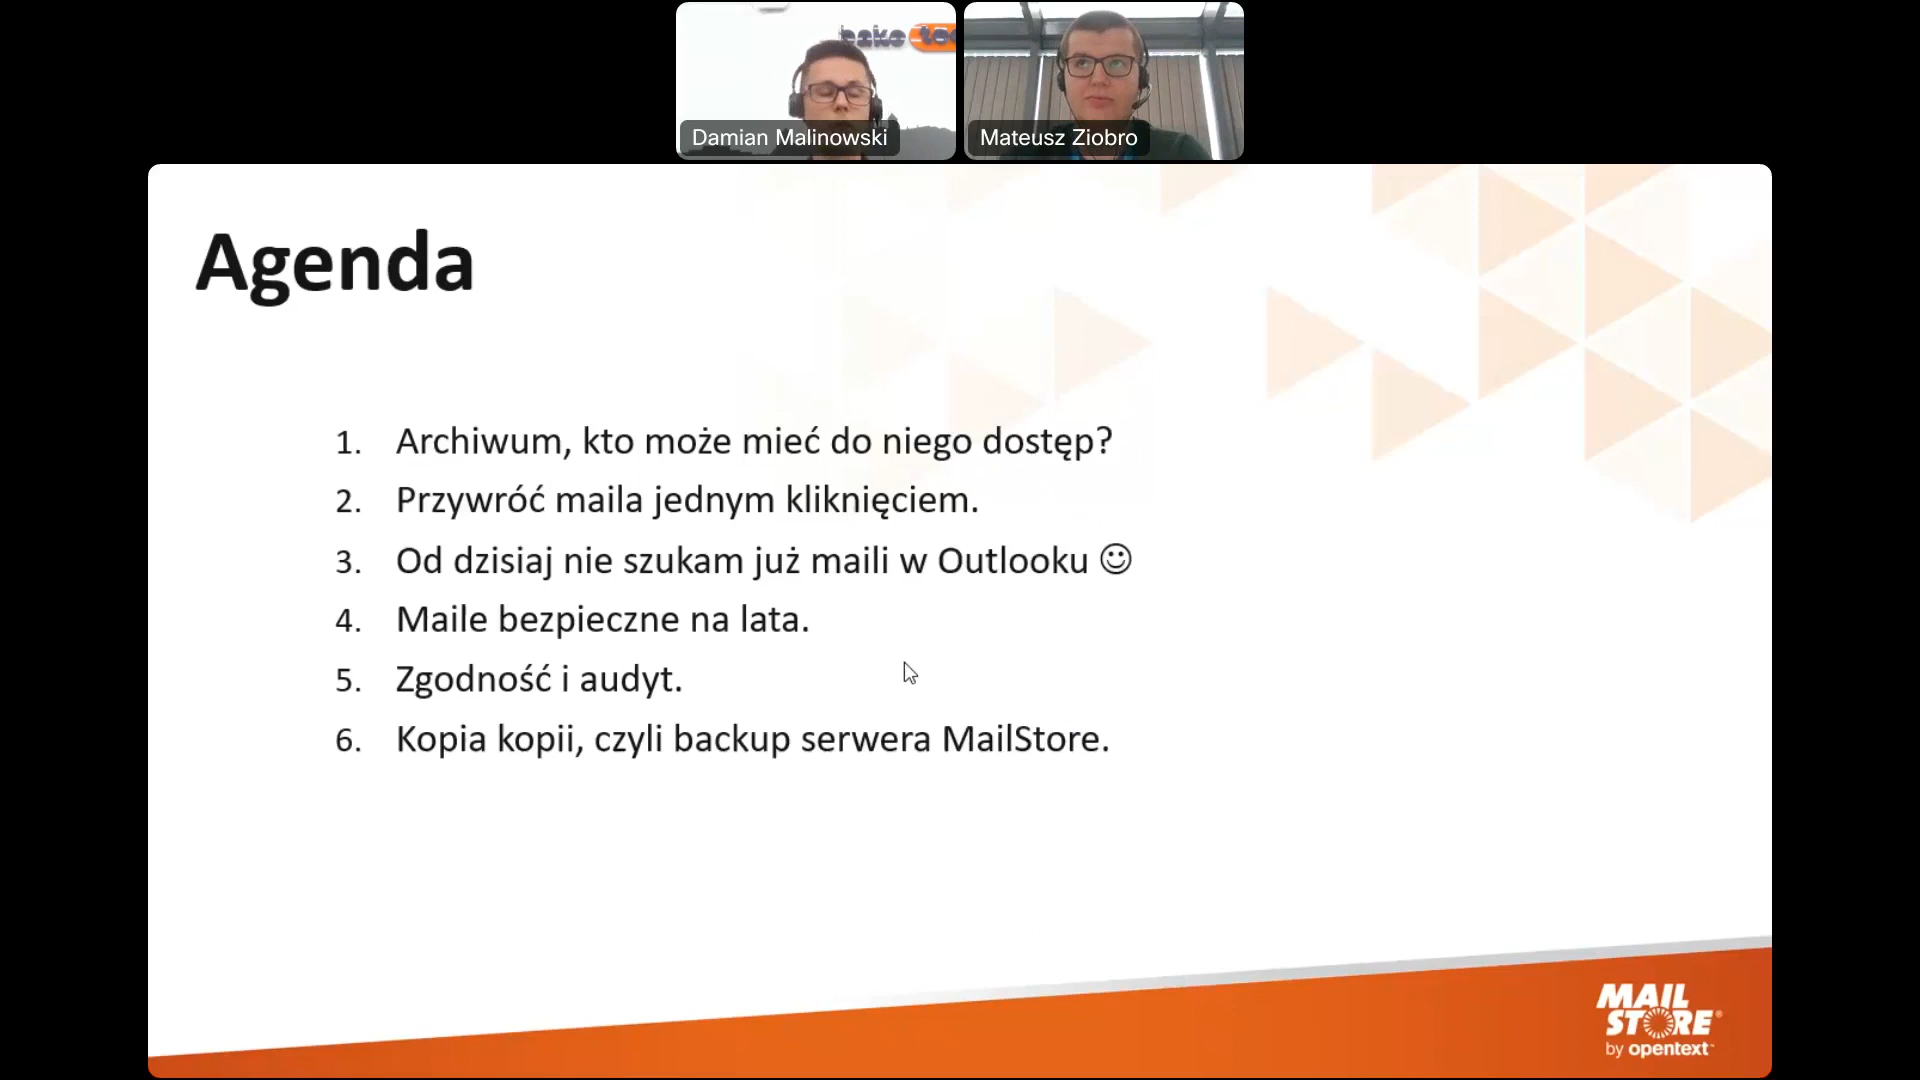 Damian Malinowski
Mateusz Ziobro
Agenda
1. Archiwum, kto może mieć do niego dostęp?
2. Przywróć maila jednym kliknięciem.
3. Od dzisiaj nie szukam już maili w Outlooku ☺
4. Maile bezpieczne na lata.
5. Zgodność i audyt.
6. Kopia kopii, czyli backup serwera MailStore.
MAIL
STORE®
by opentext™